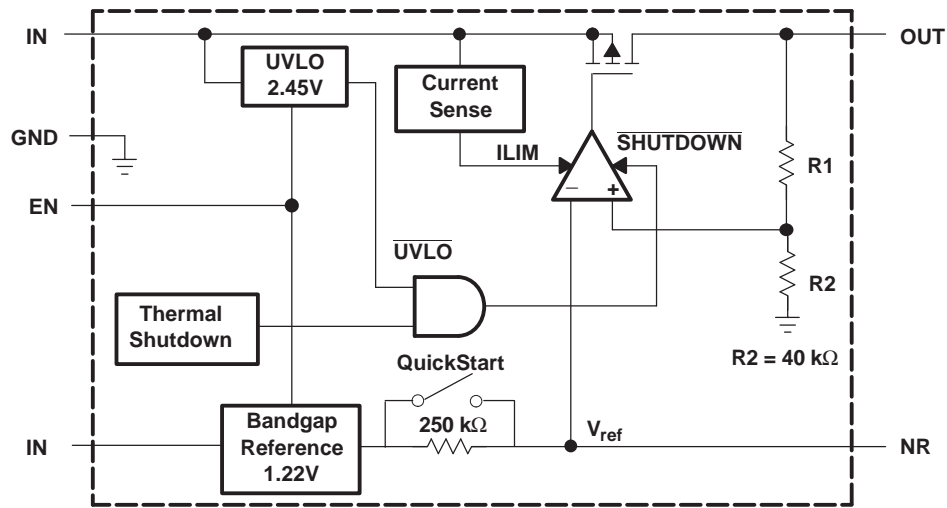 IN
OUT
UVLO
2.45V
Current
Sense
GND
ILIM
SHUTDOWN
R1
− +
EN
UVLO
R2
Thermal
Shutdown
R2 = 40 kΩ
QuickStart
250 kΩ
Bandgap
Reference
1.22V
IN
Vref
NR